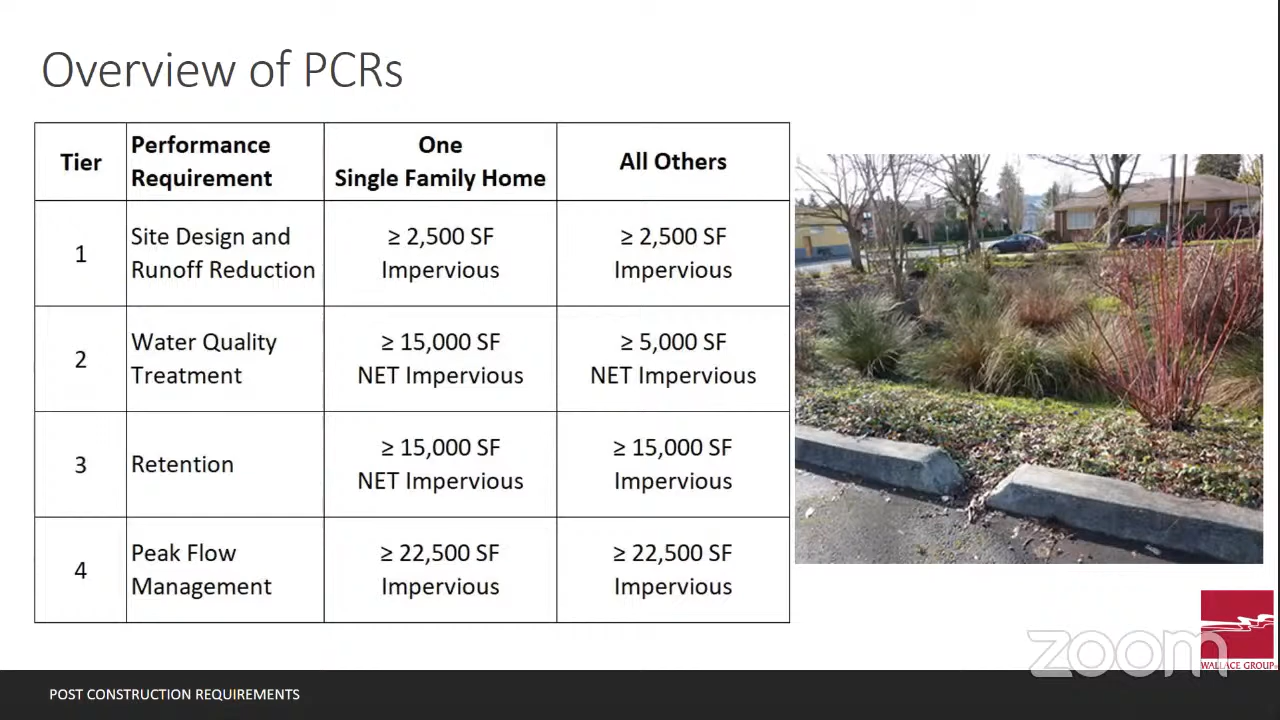 Overview of PCRs
Tier
Performance
Requirement
One
Single Family Home
All Others
1
Site Design and
Runoff Reduction
≥ 2,500 SF
Impervious
≥ 2,500 SF
Impervious
2
Water Quality
Treatment
≥ 15,000 SF
NET Impervious
≥ 5,000 SF
NET Impervious
3
Retention
≥ 15,000 SF
NET Impervious
≥ 15,000 SF
Impervious
4
Peak Flow
Management
≥ 22,500 SF
Impervious
≥ 22,500 SF
Impervious
zoom
WALLACE GROUP
POST CONSTRUCTION REQUIREMENTS